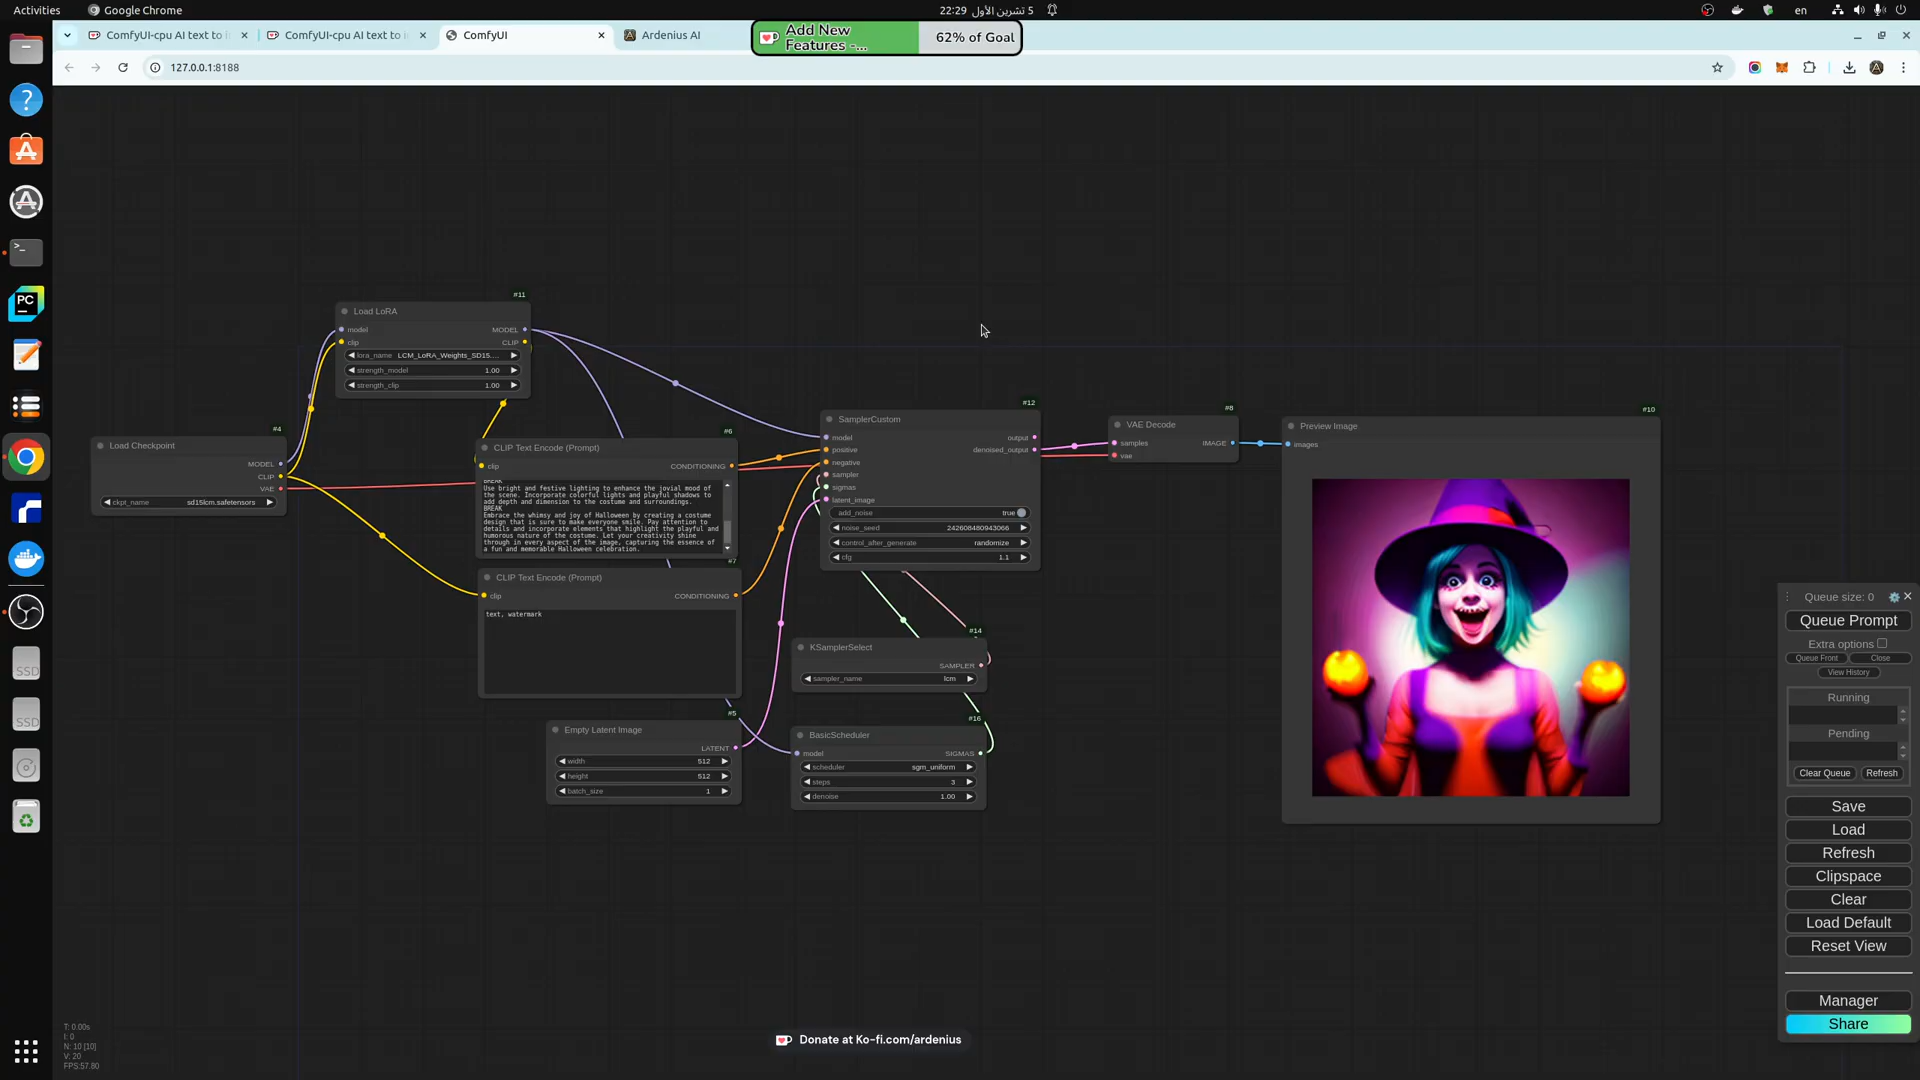 Activities
Google Chrome
5 تشرين الأول 22:29
en
ComfyUI-cpu AI text to i
ComfyUI-cpu AI text to i
ComfyUI
Ardenius AI
Add New
Features -...
62% of Goal
127.0.0.1:8188
#11
Load LoRA
model
MODEL
clip
CLIP
lora_name
LCM_LoRA_Weights_SD15....
strength_model
1.00
strength_clip
1.00
#4
Load Checkpoint
MODEL
CLIP
VAE
ckpt_name
sd15lcm.safetensors
#6
CLIP Text Encode (Prompt)
clip
CONDITIONING
BREAK
Use bright and festive lighting to enhance the jovial mood of
the scene. Incorporate colorful lights and playful shadows to
add depth and dimension to the costume and surroundings.
BREAK
Embrace the whimsy and joy of Halloween by creating a costume
design that is sure to make everyone smile. Pay attention to
details and incorporate elements that highlight the playful and
humorous nature of the costume. Let your creativity shine
through in every aspect of the image, capturing the essence of
a fun and memorable Halloween celebration.
#7
CLIP Text Encode (Prompt)
clip
CONDITIONING
text, watermark
#5
Empty Latent Image
LATENT
width
512
height
512
batch_size
1
#12
SamplerCustom
model
output
positive
denoised_output
negative
sampler
sigmas
latent_image
add_noise
true
noise_seed
242608480943066
control_after_generate
randomize
cfg
1.1
#14
KSamplerSelect
SAMPLER
sampler_name
lcm
#16
BasicScheduler
model
SIGMAS
scheduler
sgm_uniform
steps
3
denoise
1.00
#8
VAE Decode
samples
IMAGE
vae
#10
Preview Image
images
Queue size: 0
Queue Prompt
Extra options
Queue Front
Close
View History
Running
Pending
Clear Queue
Refresh
Save
Load
Refresh
Clipspace
Clear
Load Default
Reset View
Manager
Share
T: 0.00s
I: 0
N: 10 [10]
V: 20
FPS:57.80
Donate at Ko-fi.com/ardenius
PC
SSD
SSD